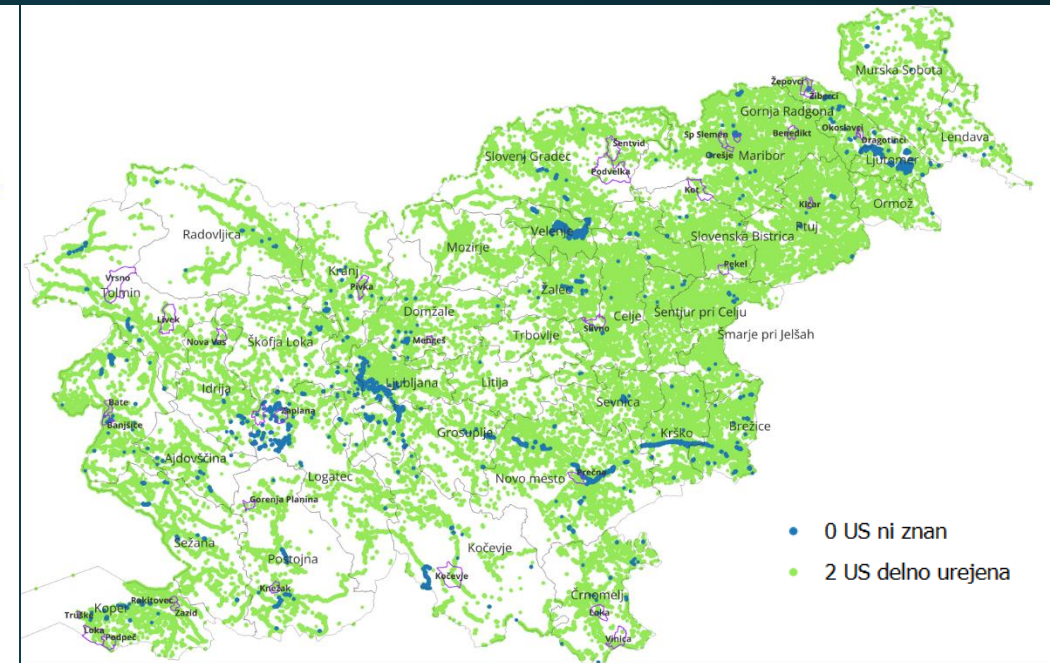 Murska Sobota
Žepovci
Žiberci
Gornja Radgona
Sp Slemen
Benedikt
Okoslavci
Dragotinci
Lendava
Šentvid
Slovenj Gradec
Orešje
Maribor
Ljutomer
Podvelka
Kot
Kicar
Ormož
Ptuj
Radovljica
Velenje
Slovenska Bistrica
Mozirje
Pekel
Kranj
Vrsno
Tolmin
Pivka
Žalec
Domžale
Celje
Šentjur pri Celju
Livek
Slivno
Trbovlje
Šmarje pri Jelšah
Nova Vas
Škofja Loka
Mengeš
Idrija
Ljubljana
Litija
Bate
Zaplana
Sevnica
Banjšice
Grosuplje
Krško
Brežice
Ajdovščina
Logatec
Novo mesto
Prečna
Gorenja Planina
0 US ni znan
Sežana
Postojna
Kočevje
2 US delno urejena
Kočevje
Knežak
Črnomelj
Rakitovec
Koper
Zazid
Truške
Loka
Loka
Podpeč
Vinica